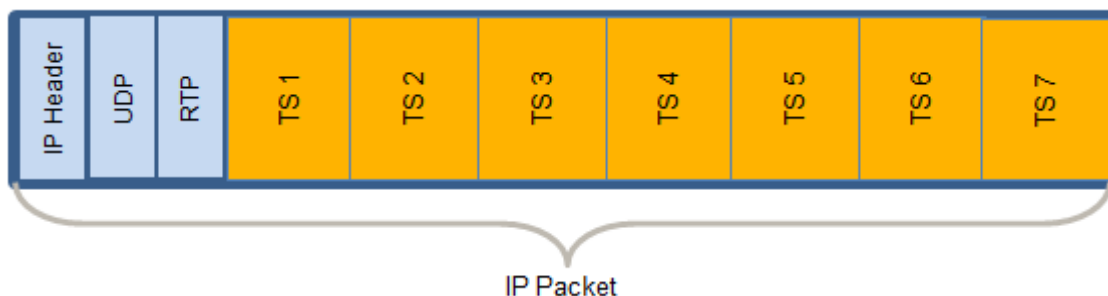 IP Header
UDP
RTP
TS 1
TS 2
TS 3
TS 4
TS 5
TS 6
TS 7
IP Packet